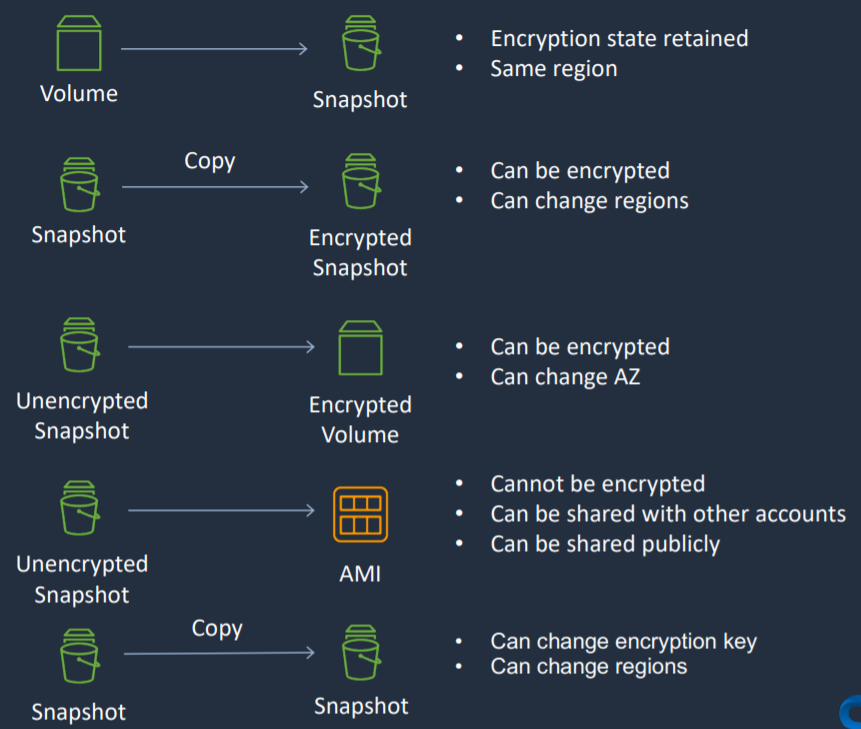 Volume
Snapshot
• Encryption state retained
• Same region
Copy
Snapshot
Encrypted
Snapshot
• Can be encrypted
• Can change regions
Unencrypted
Snapshot
Encrypted
Volume
• Can be encrypted
• Can change AZ
Unencrypted
Snapshot
AMI
• Cannot be encrypted
• Can be shared with other accounts
• Can be shared publicly
Copy
Snapshot
Snapshot
• Can change encryption key
• Can change regions